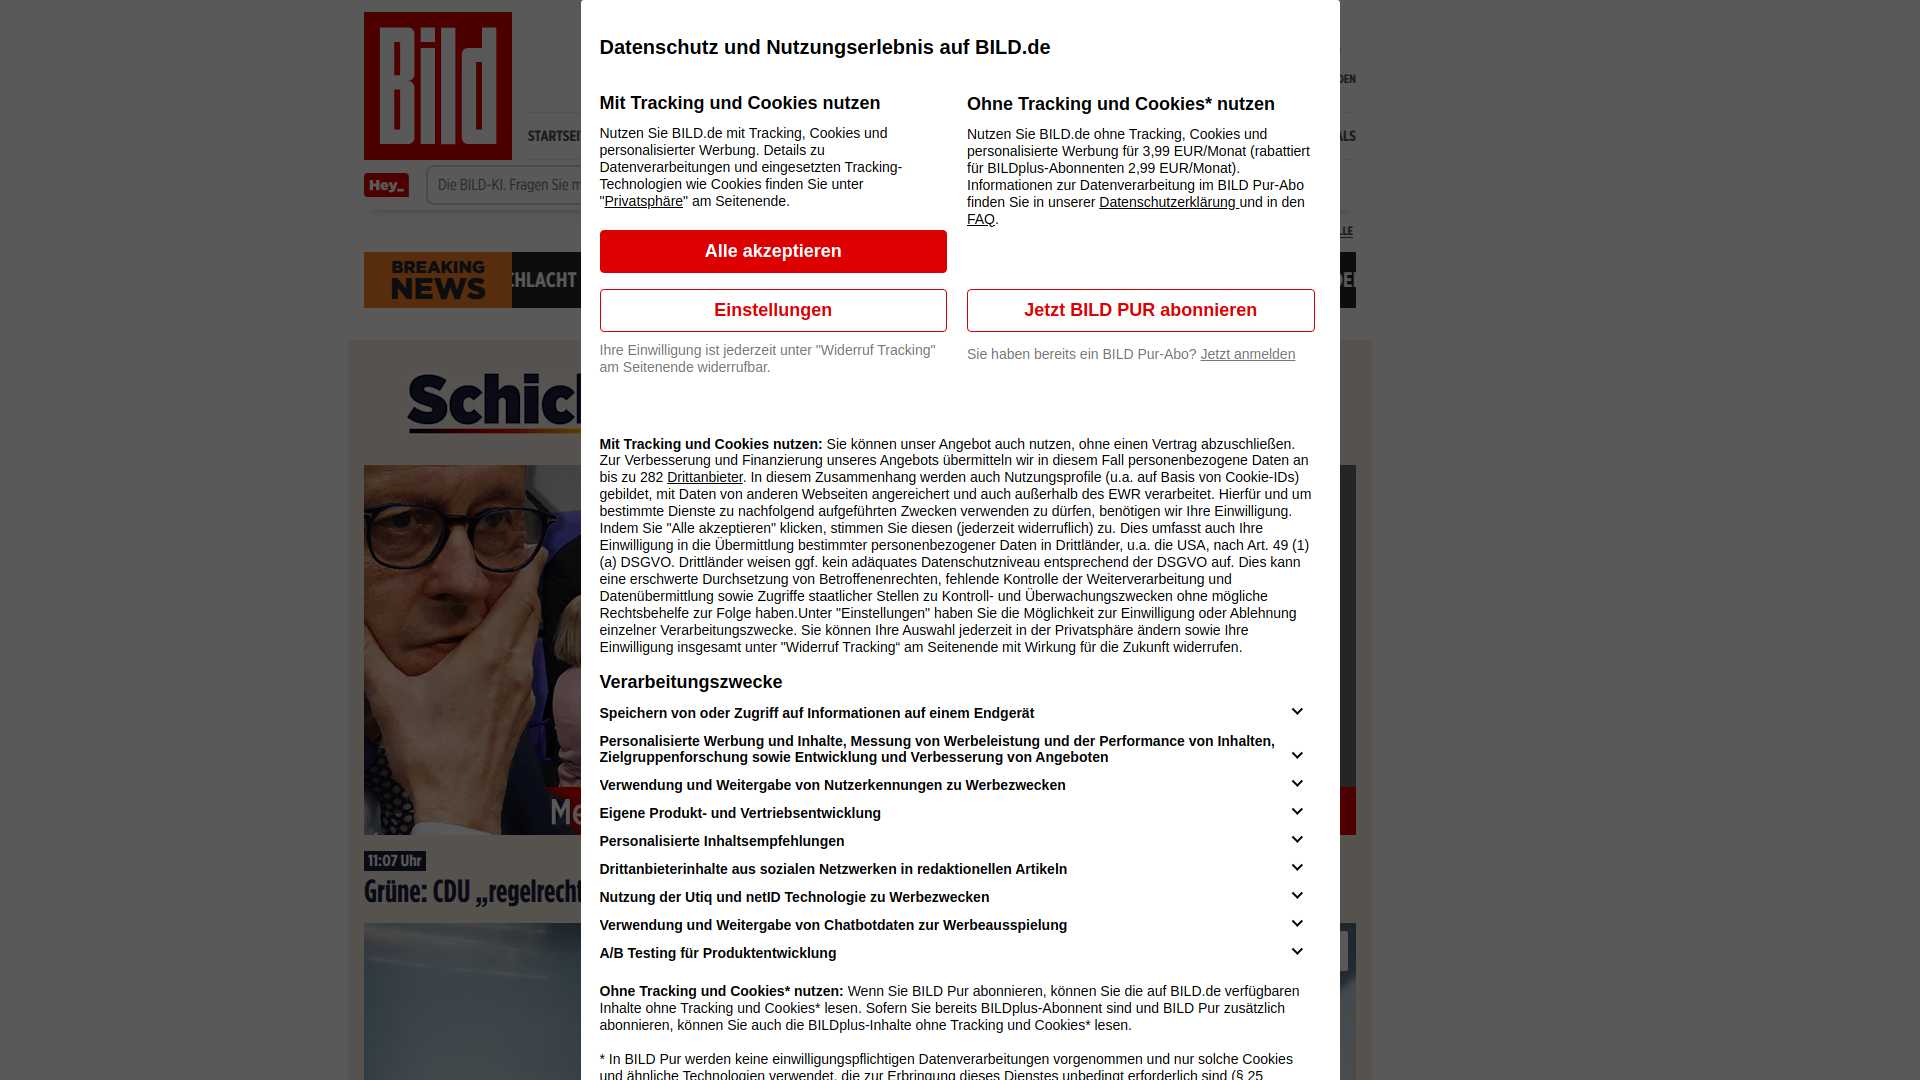 Bild
Datenschutz und Nutzungserlebnis auf BILD.de
Mit Tracking und Cookies nutzen
Nutzen Sie BILD.de mit Tracking, Cookies und
personalisierter Werbung. Details zu
Datenverarbeitungen und eingesetzten Tracking-
Technologien wie Cookies finden Sie unter
"Privatsphäre" am Seitenende.
Alle akzeptieren
Einstellungen
Ihre Einwilligung ist jederzeit unter "Widerruf Tracking"
am Seitenende widerrufbar.
Ohne Tracking und Cookies* nutzen
Nutzen Sie BILD.de ohne Tracking, Cookies und
personalisierte Werbung für 3,99 EUR/Monat (rabattiert
für BILDplus-Abonnenten 2,99 EUR/Monat).
Informationen zur Datenverarbeitung im BILD Pur-Abo
finden Sie in unserer Datenschutzerklärung und in den
FAQ.
Jetzt BILD PUR abonnieren
Sie haben bereits ein BILD Pur-Abo? Jetzt anmelden
Mit Tracking und Cookies nutzen: Sie können unser Angebot auch nutzen, ohne einen Vertrag abzuschließen.
Zur Verbesserung und Finanzierung unseres Angebots übermitteln wir in diesem Fall personenbezogene Daten an
bis zu 282 Drittanbieter. In diesem Zusammenhang werden auch Nutzungsprofile (u.a. auf Basis von Cookie-IDs)
gebildet, mit Daten von anderen Webseiten angereichert und auch außerhalb des EWR verarbeitet. Hierfür und um
bestimmte Dienste zu nachfolgend aufgeführten Zwecken verwenden zu dürfen, benötigen wir Ihre Einwilligung.
Indem Sie "Alle akzeptieren" klicken, stimmen Sie diesen (jederzeit widerruflich) zu. Dies umfasst auch Ihre
Einwilligung in die Übermittlung bestimmter personenbezogener Daten in Drittländer, u.a. die USA, nach Art. 49 (1)
(a) DSGVO. Drittländer weisen ggf. kein adäquates Datenschutzniveau entsprechend der DSGVO auf. Dies kann
eine erschwerte Durchsetzung von Betroffenenrechten, fehlende Kontrolle der Weiterverarbeitung und
Datenübermittlung sowie Zugriffe staatlicher Stellen zu Kontroll- und Überwachungszwecken ohne mögliche
Rechtsbehelfe zur Folge haben.Unter "Einstellungen" haben Sie die Möglichkeit zur Einwilligung oder Ablehnung
einzelner Verarbeitungszwecke. Sie können Ihre Auswahl jederzeit in der Privatsphäre ändern sowie Ihre
Einwilligung insgesamt unter "Widerruf Tracking“ am Seitenende mit Wirkung für die Zukunft widerrufen.
Verarbeitungszwecke
Speichern von oder Zugriff auf Informationen auf einem Endgerät
Personalisierte Werbung und Inhalte, Messung von Werbeleistung und der Performance von Inhalten,
Zielgruppenforschung sowie Entwicklung und Verbesserung von Angeboten
Verwendung und Weitergabe von Nutzerkennungen zu Werbezwecken
Eigene Produkt- und Vertriebsentwicklung
Personalisierte Inhaltsempfehlungen
Drittanbieterinhalte aus sozialen Netzwerken in redaktionellen Artikeln
Nutzung der Utiq und netID Technologie zu Werbezwecken
Verwendung und Weitergabe von Chatbotdaten zur Werbeausspielung
A/B Testing für Produktentwicklung
Ohne Tracking und Cookies* nutzen: Wenn Sie BILD Pur abonnieren, können Sie die auf BILD.de verfügbaren
Inhalte ohne Tracking und Cookies* lesen. Sofern Sie bereits BILDplus-Abonnent sind und BILD Pur zusätzlich
abonnieren, können Sie auch die BILDplus-Inhalte ohne Tracking und Cookies* lesen.
* In BILD Pur werden keine einwilligungspflichtigen Datenverarbeitungen vorgenommen und nur solche Cookies
und ähnliche Technologien verwendet, die zur Erbringung dieses Dienstes unbedingt erforderlich sind (§ 25
STARTSEI
Hey_
Die BILD-KI. Fragen Sie m
BREAKING
NEWS
CHLACHT
Schic
Me
11:07 Uhr
Grüne: CDU „regelrecht
DEN
ALS
LLE